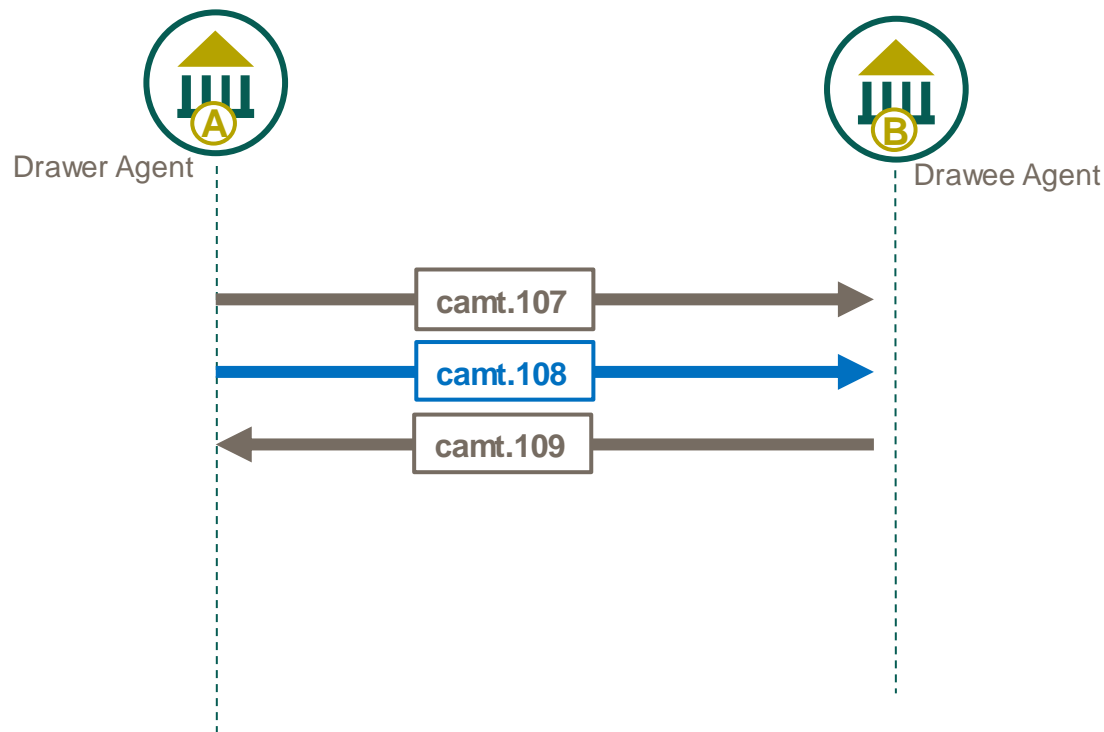 A
B
Drawer Agent
Drawee Agent
camt.107
camt.108
camt.109